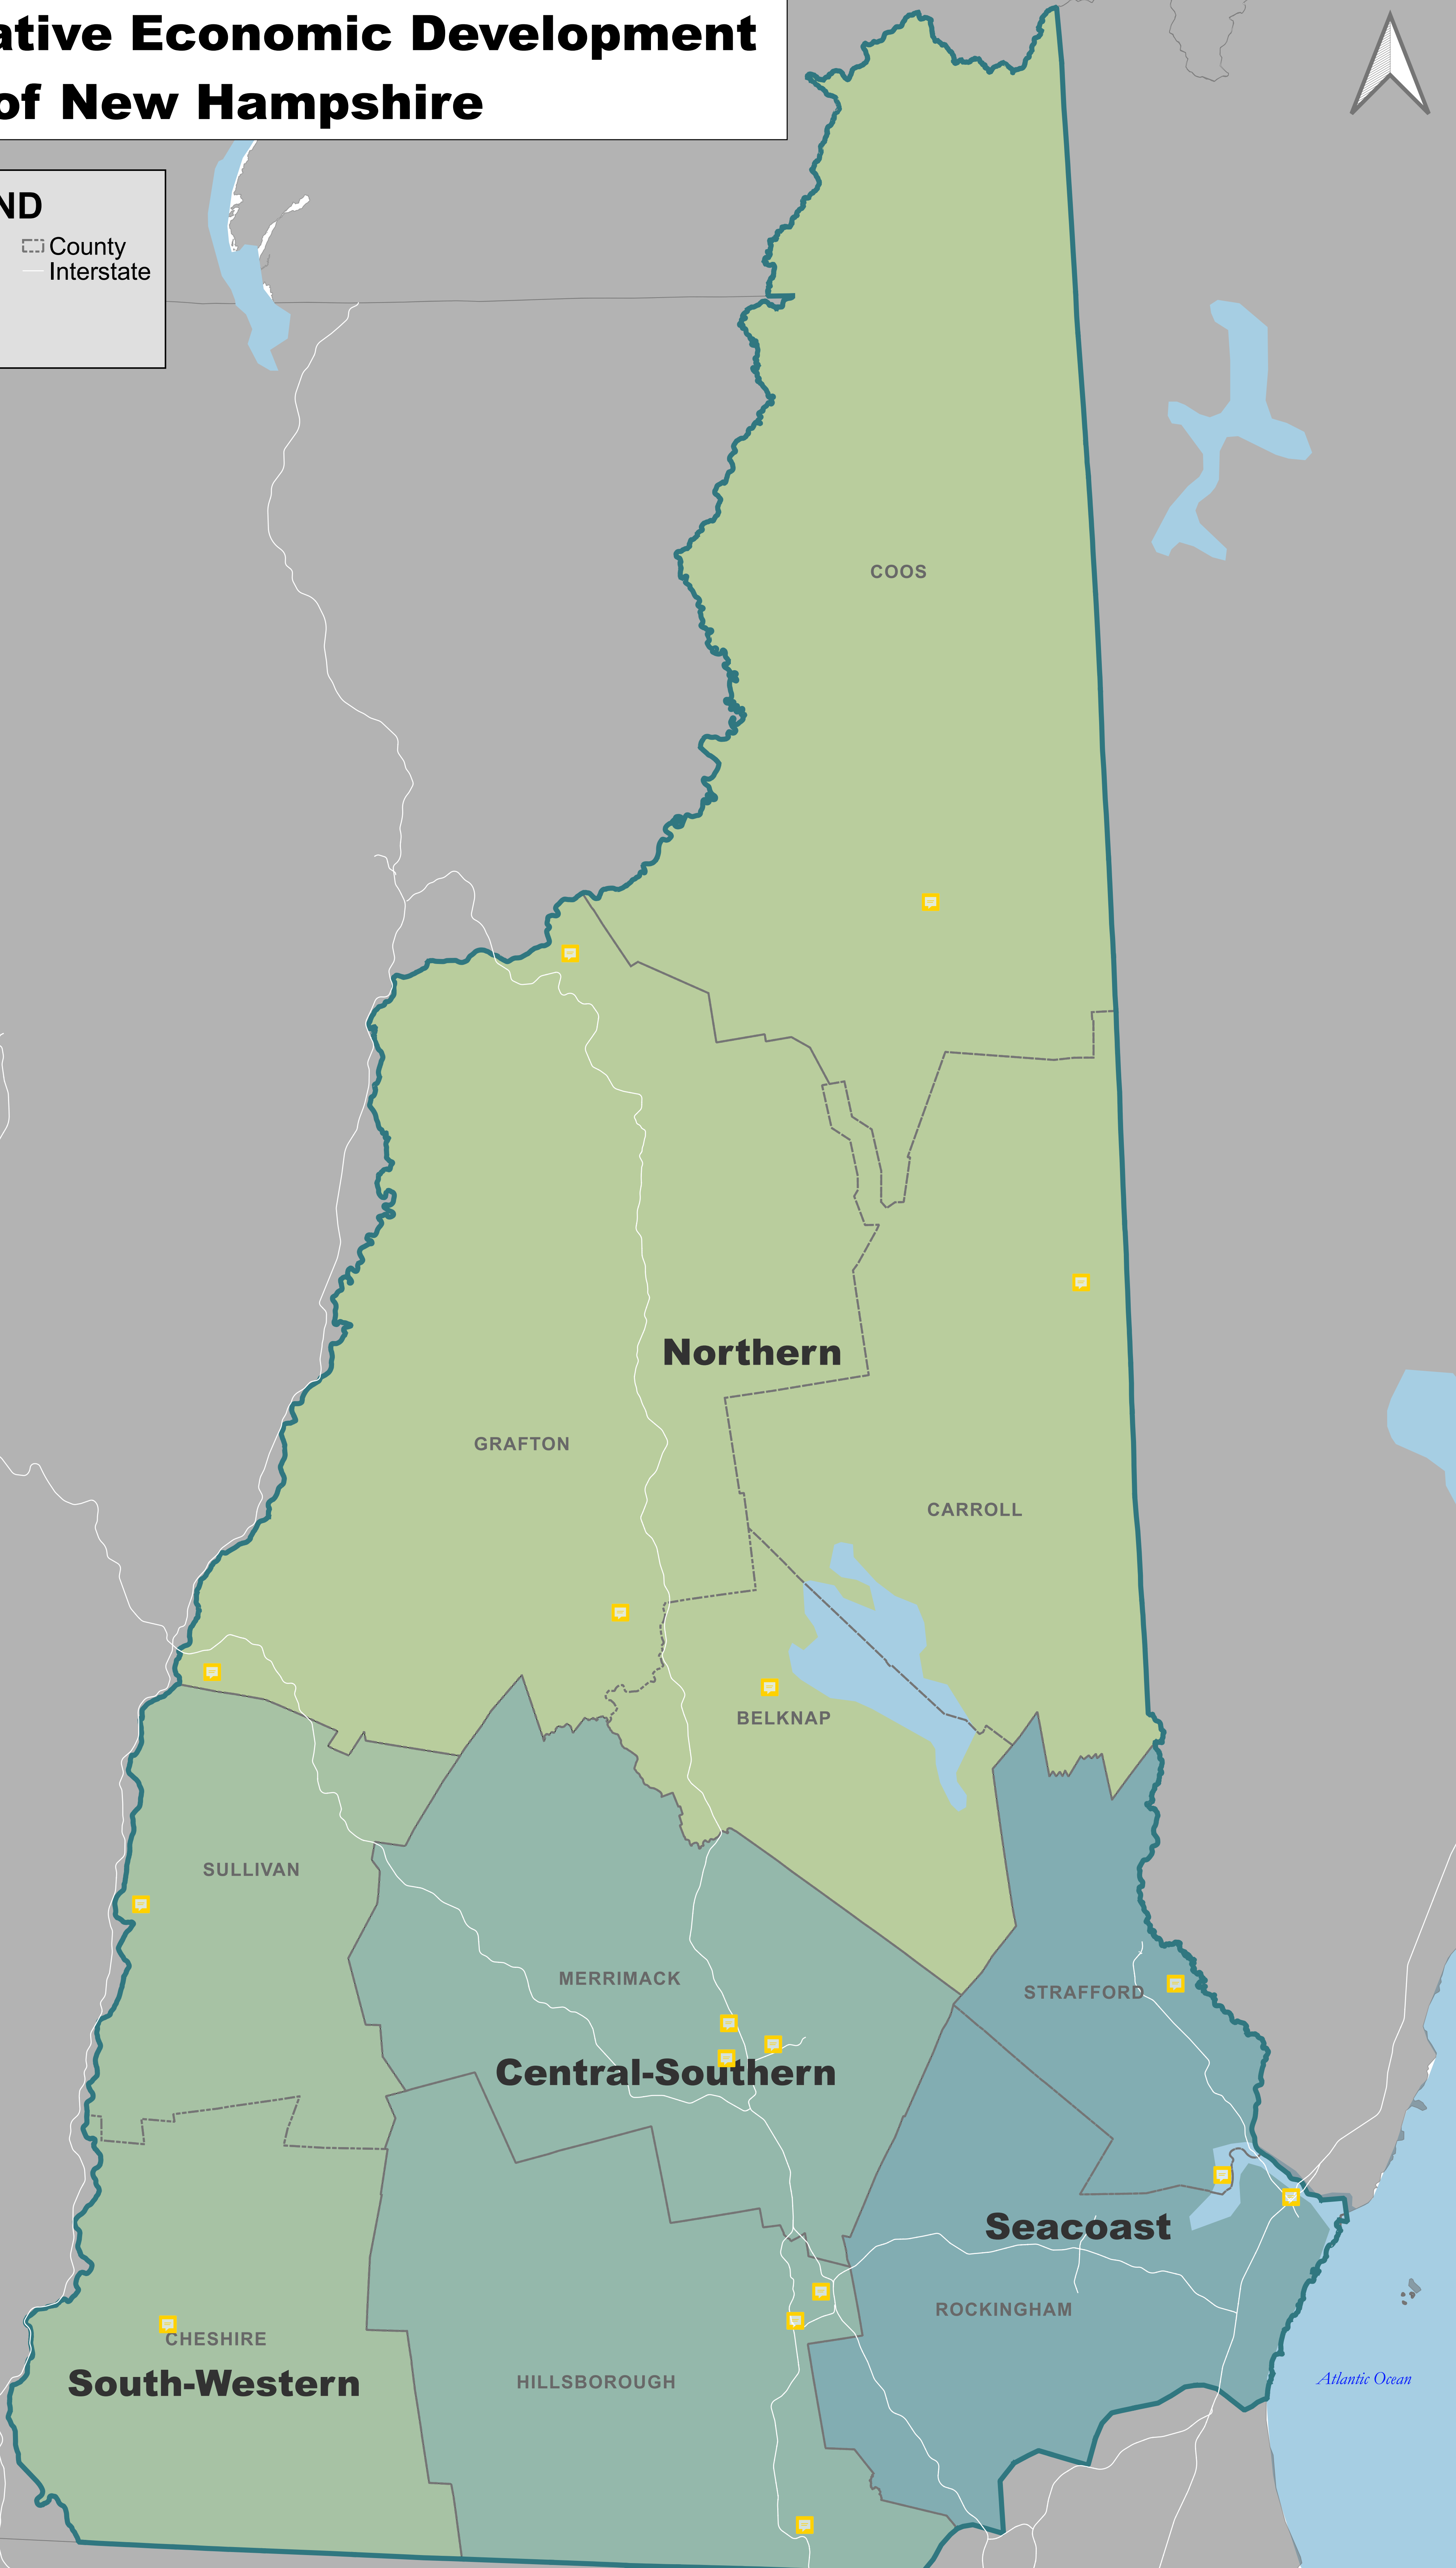 ative Economic Development
of New Hampshire
ND
County
Interstate
COOS
Northern
GRAFTON
CARROLL
BELKNAP
SULLIVAN
MERRIMACK
STRAFFORD
Central-Southern
Seacoast
ROCKINGHAM
CHESHIRE
South-Western
HILLSBOROUGH
Atlantic Ocean